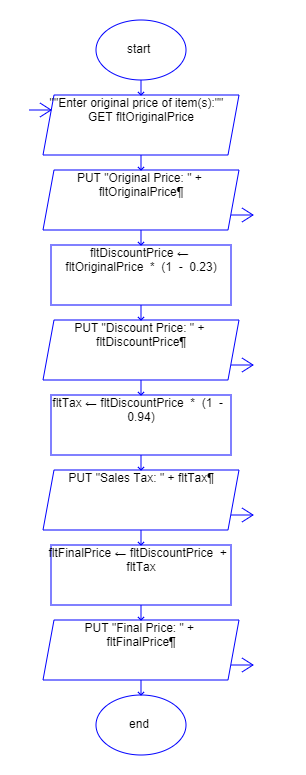 start
""Enter original price of item(s):""
GET fltOriginalPrice
PUT "Original Price: " +
fltOriginalPrice¶
fltDiscountPrice ←
fltOriginalPrice * (1 - 0.23)
PUT "Discount Price: " +
fltDiscountPrice¶
fltTax ← fltDiscountPrice * (1 -
0.94)
PUT "Sales Tax: " + fltTax¶
fltFinalPrice ← fltDiscountPrice +
fltTax
PUT "Final Price: " +
fltFinalPrice¶
end